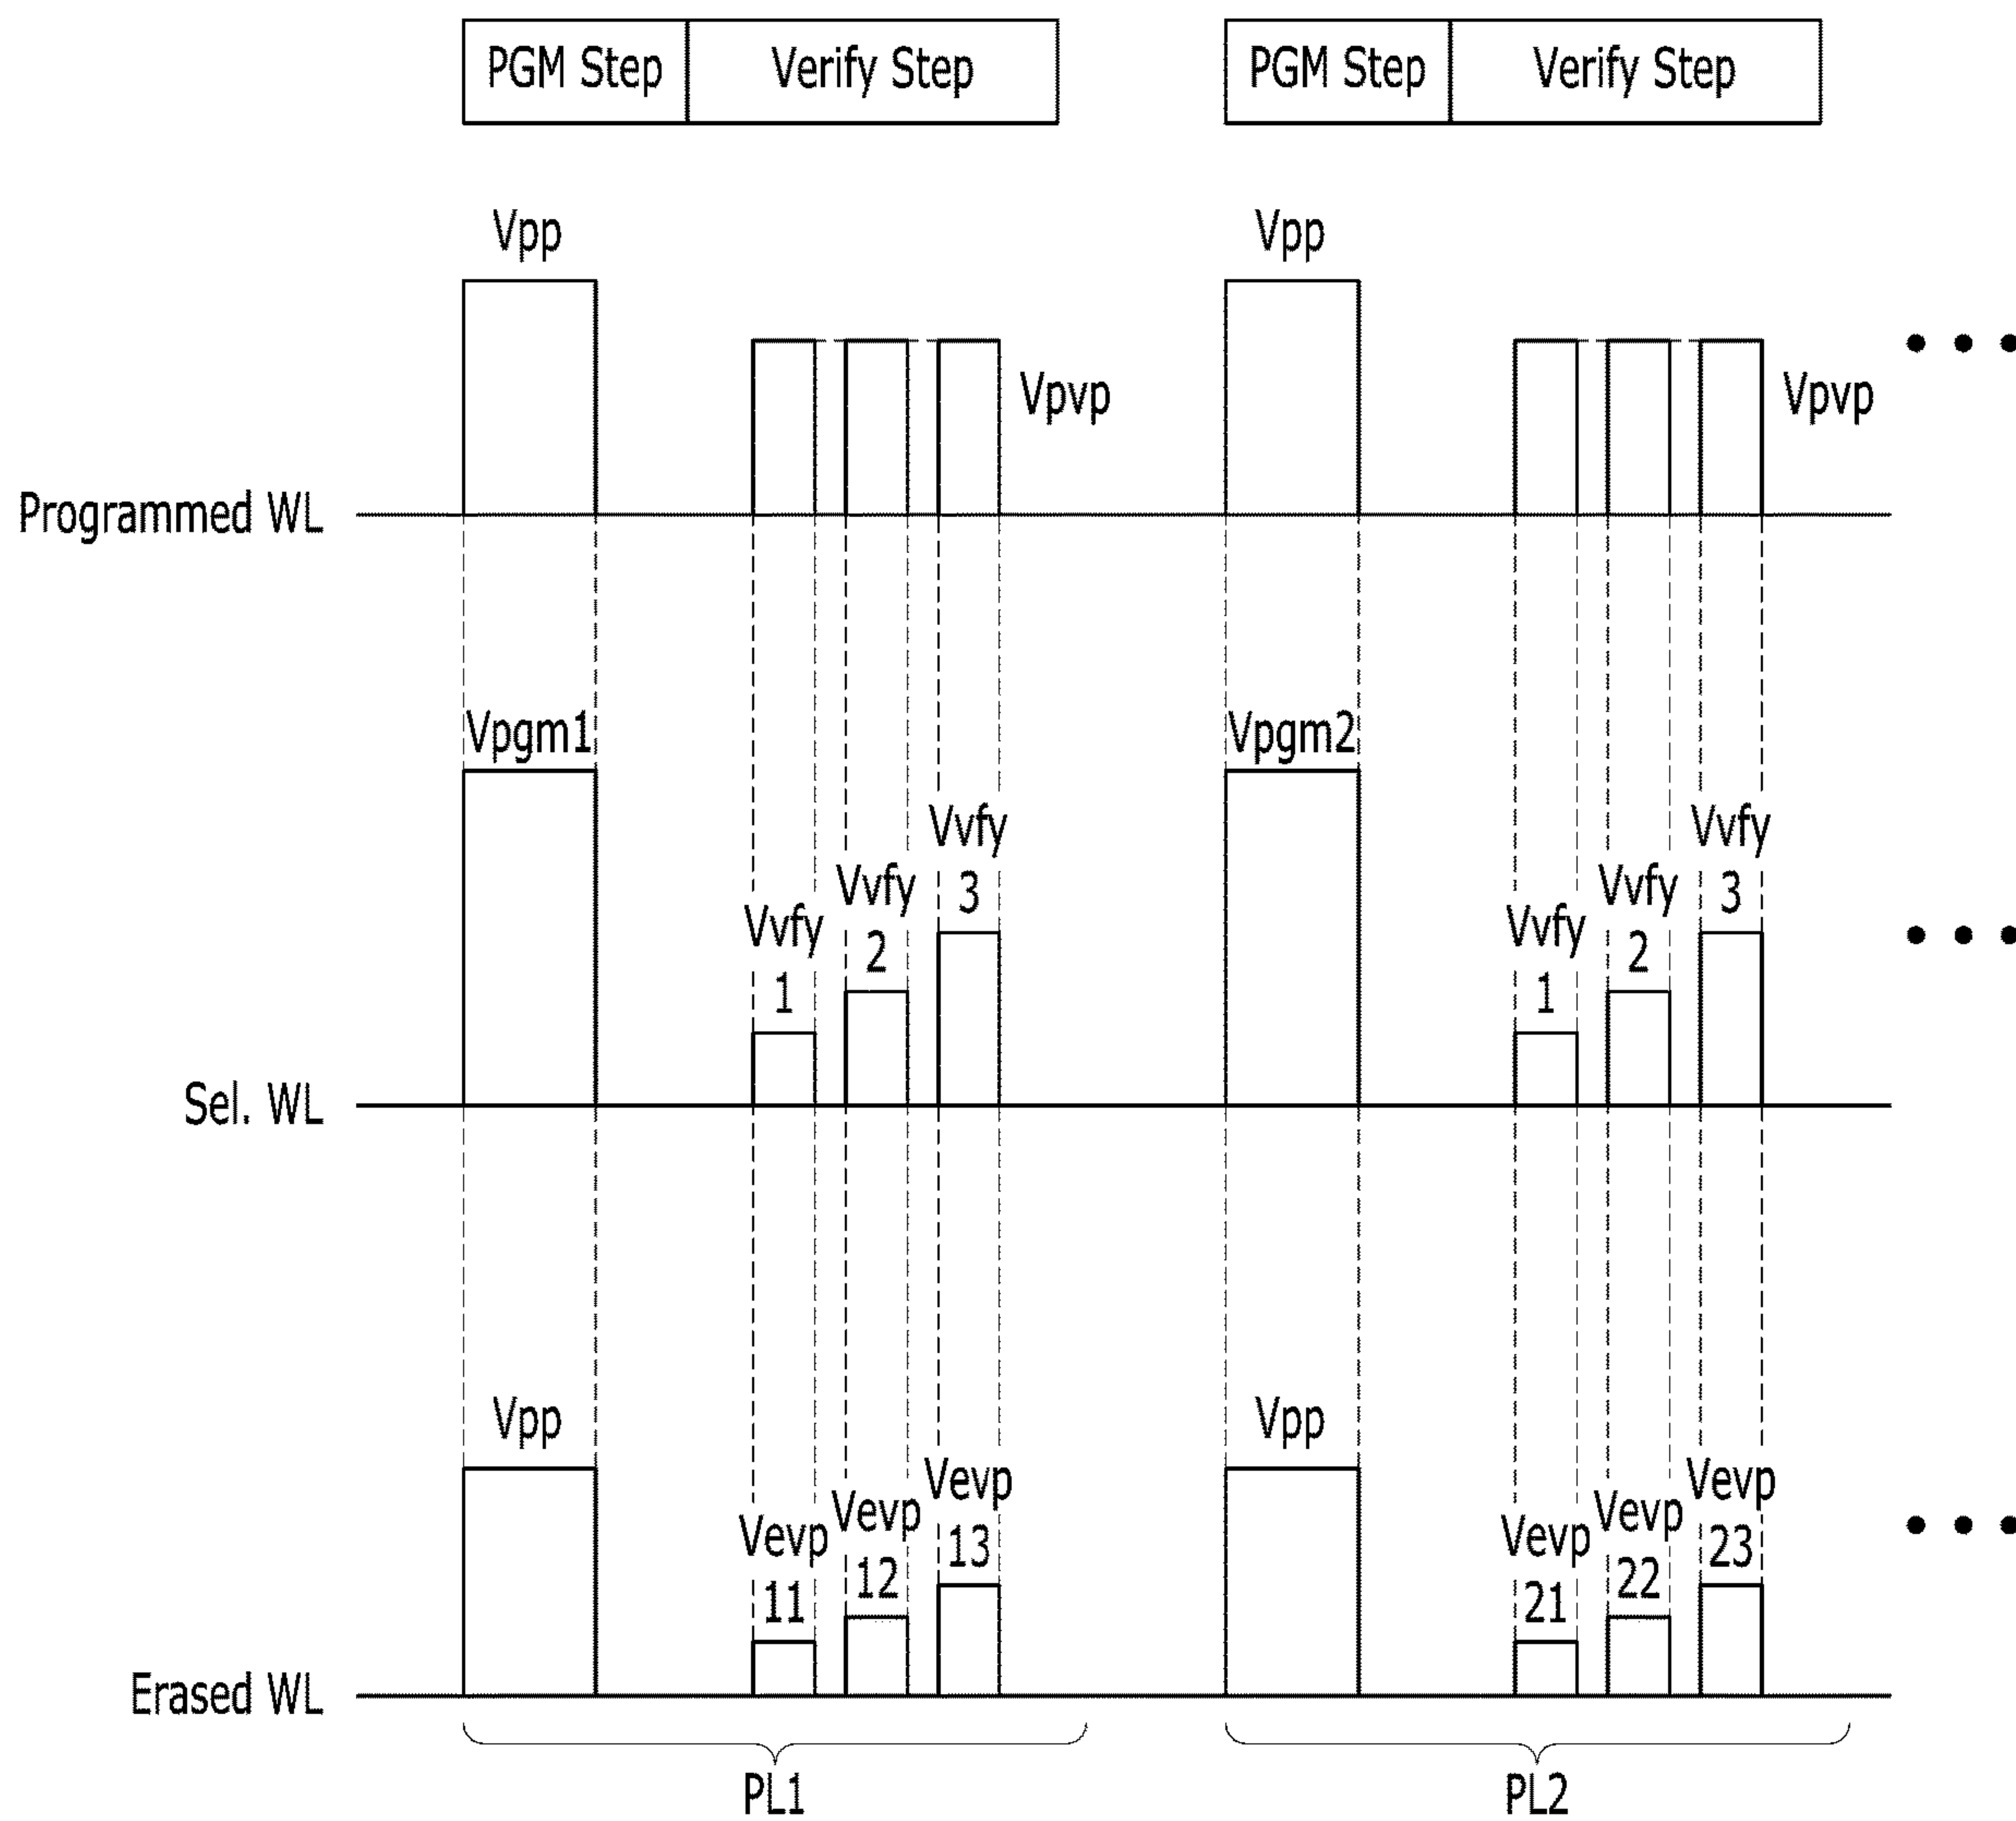 PGM Step Verify Step PGM Step Verify Step
Vpp Vpp
Vpvp Vpvp
Programmed WL
Vpgm1 Vpgm2
Vvfy
1
Vvfy
2
Vvfy
3
Vvfy
1
Vvfy
2
Vvfy
3
Sel. WL
Vpp Vpp
Vevp
11
Vevp
12
Vevp
13
Vevp
21
Vevp
22
Vevp
23
Erased WL
PL1 PL2